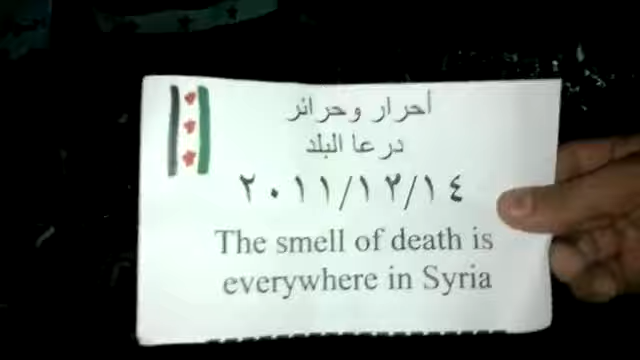 أحرار وحرائر
درعا البلد
٢٠١١/١٢/١٤
The smell of death is
everywhere in Syria